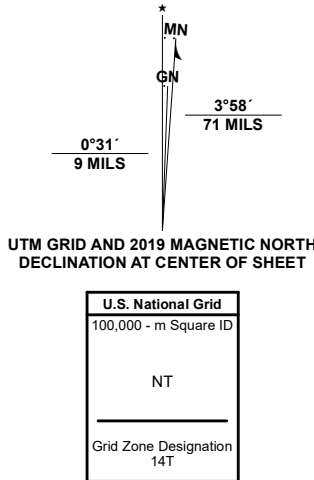 ★
MN
GN
3°58´
71 MILS
0°31´
9 MILS
UTM GRID AND 2019 MAGNETIC NORTH
DECLINATION AT CENTER OF SHEET
U.S. National Grid
100,000 - m Square ID
NT
Grid Zone Designation
14T